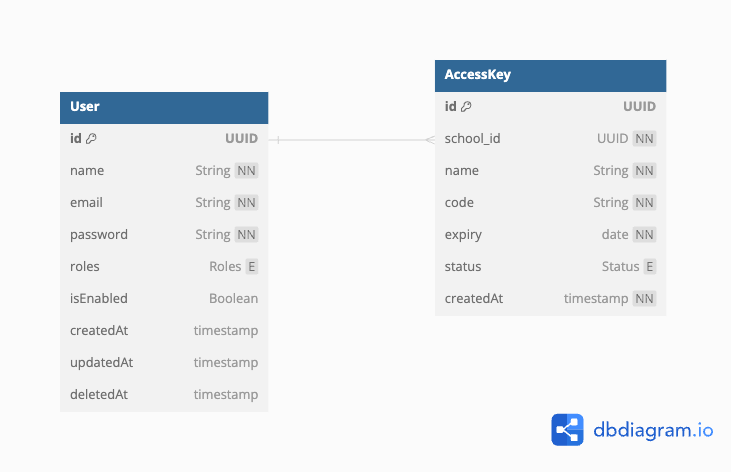 User
id UUID
name String NN
email String NN
password String NN
roles Roles E
isEnabled Boolean
createdAt timestamp
updatedAt timestamp
deletedAt timestamp
AccessKey
id UUID
school_id UUID NN
name String NN
code String NN
expiry date NN
status Status E
createdAt timestamp NN
dbdiagram.io